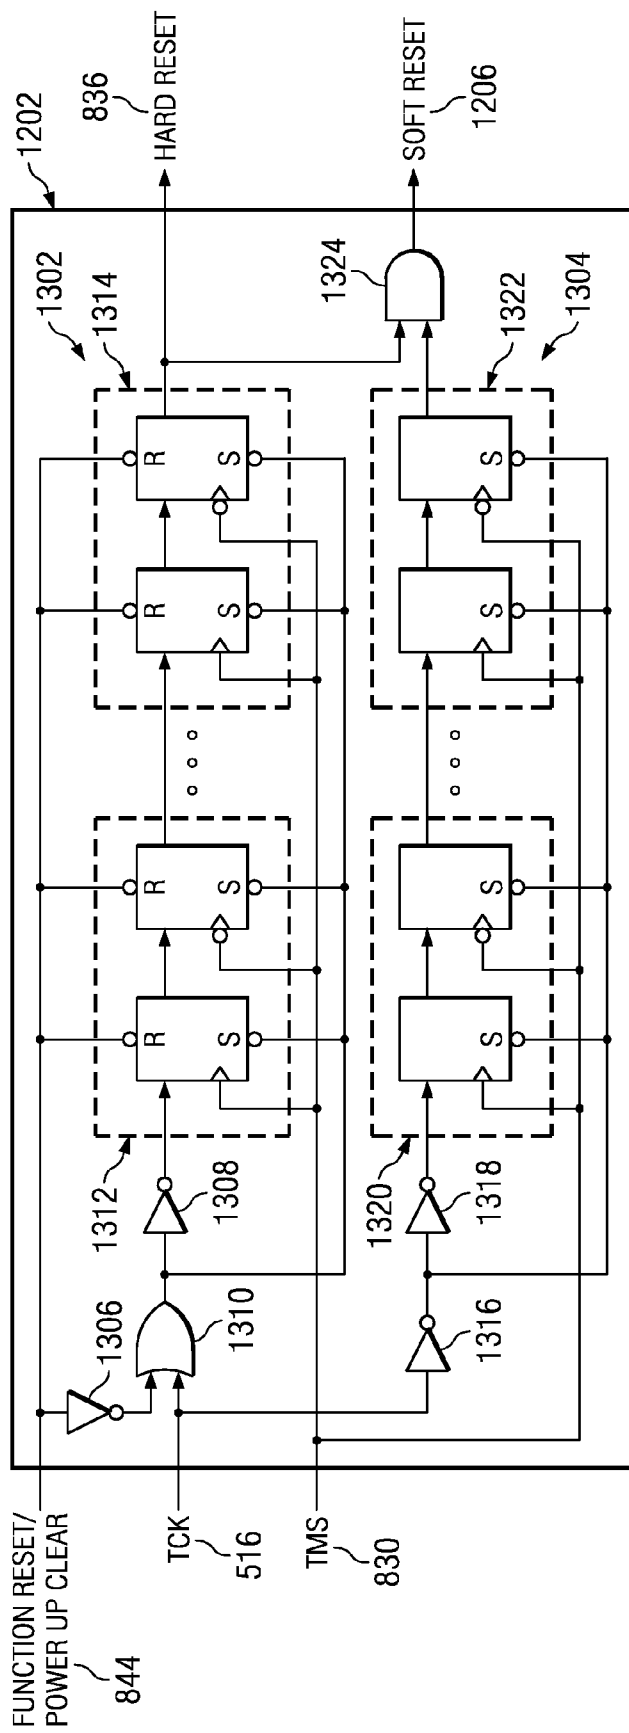 FUNCTION RESET/
POWER UP CLEAR
844
TCK
516
TMS
830
1306
1310
1308
1312
R
S
R
S
R
S
R
S
1314
1302
1202
836
HARD RESET
1316
1318
1320
S
S
S
S
1322
1304
1324
SOFT RESET
1206